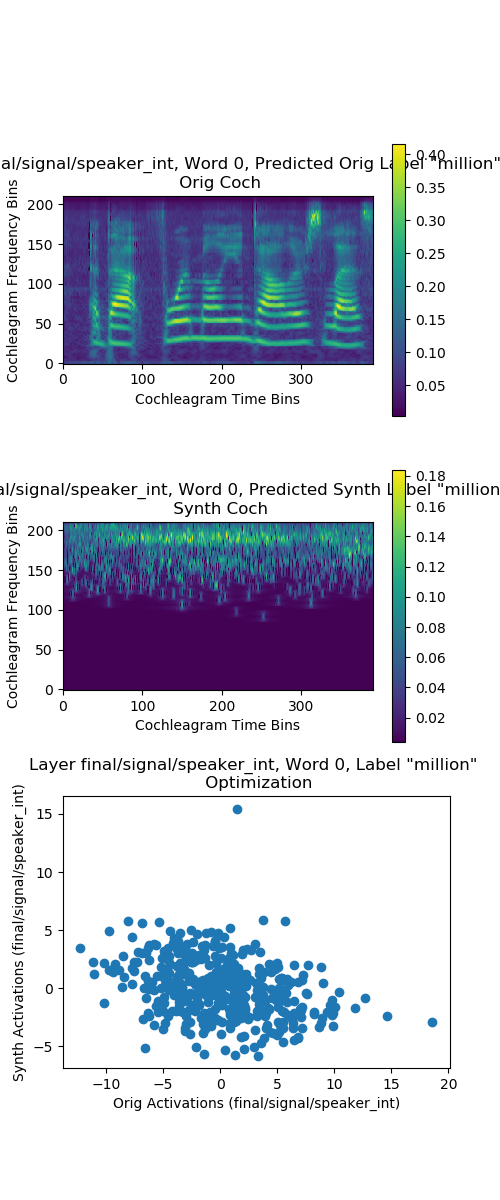 al/signal/speaker_int, Word 0, Predicted Orig Label "million"
Orig Coch
0.40
0.35
0.30
0.25
0.20
0.15
0.10
0.05
200
150
100
50
0
Cochleagram Frequency Bins
0 100 200 300
Cochleagram Time Bins
al/signal/speaker_int, Word 0, Predicted Synth Label "million
Synth Coch
0.18
0.16
0.14
0.12
0.10
0.08
0.06
0.04
0.02
200
150
100
50
0
Cochleagram Frequency Bins
0 100 200 300
Cochleagram Time Bins
Layer final/signal/speaker_int, Word 0, Label "million"
Optimization
15
10
5
0
−5
Synth Activations (final/signal/speaker_int)
−10 −5 0 5 10 15 20
Orig Activations (final/signal/speaker_int)